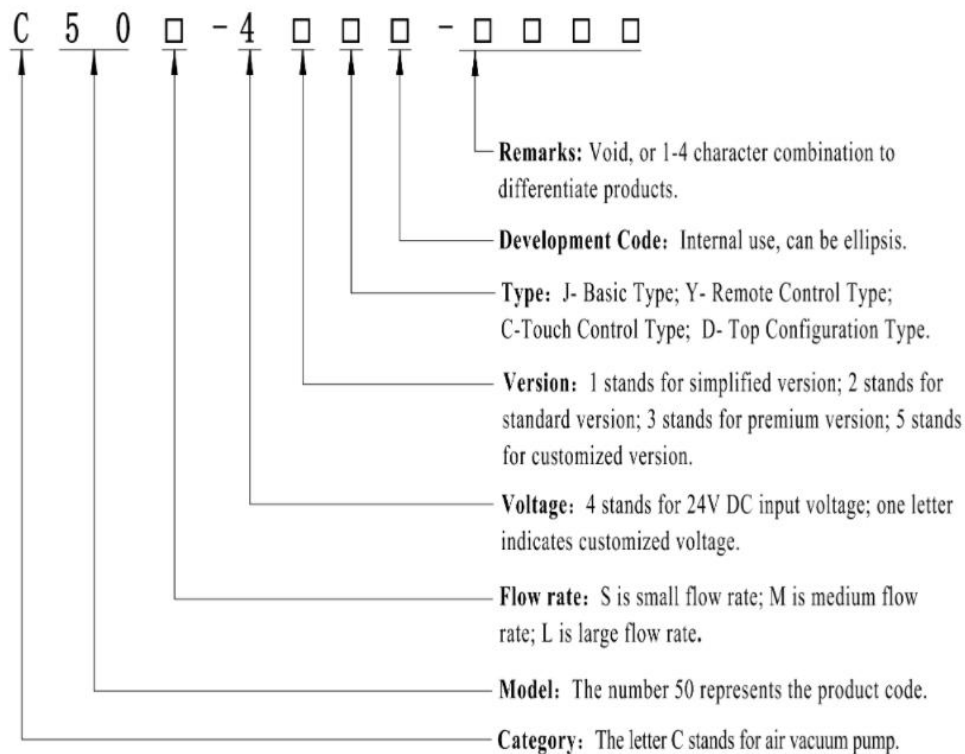 C 5 0 □ - 4 □ □ □ - □ □ □ □
Remarks: Void, or 1-4 character combination to
differentiate products.
Development Code: Internal use, can be ellipsis.
Type: J- Basic Type; Y- Remote Control Type;
C-Touch Control Type; D- Top Configuration Type.
Version: 1 stands for simplified version; 2 stands for
standard version; 3 stands for premium version; 5 stands
for customized version.
Voltage: 4 stands for 24V DC input voltage; one letter
indicates customized voltage.
Flow rate: S is small flow rate; M is medium flow
rate; L is large flow rate.
Model: The number 50 represents the product code.
Category: The letter C stands for air vacuum pump.